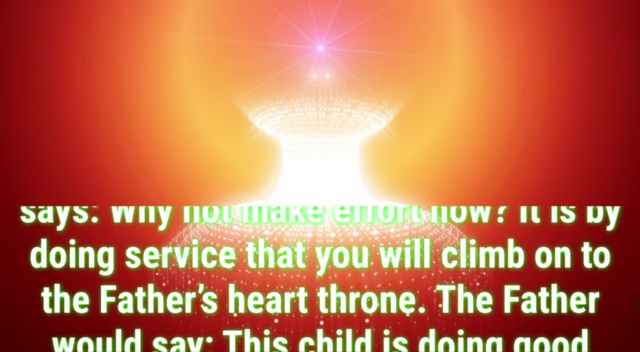 says: Why not make effort now? It is by
doing service that you will climb on to
the Father’s heart throne. The Father
would say: This child is doing good